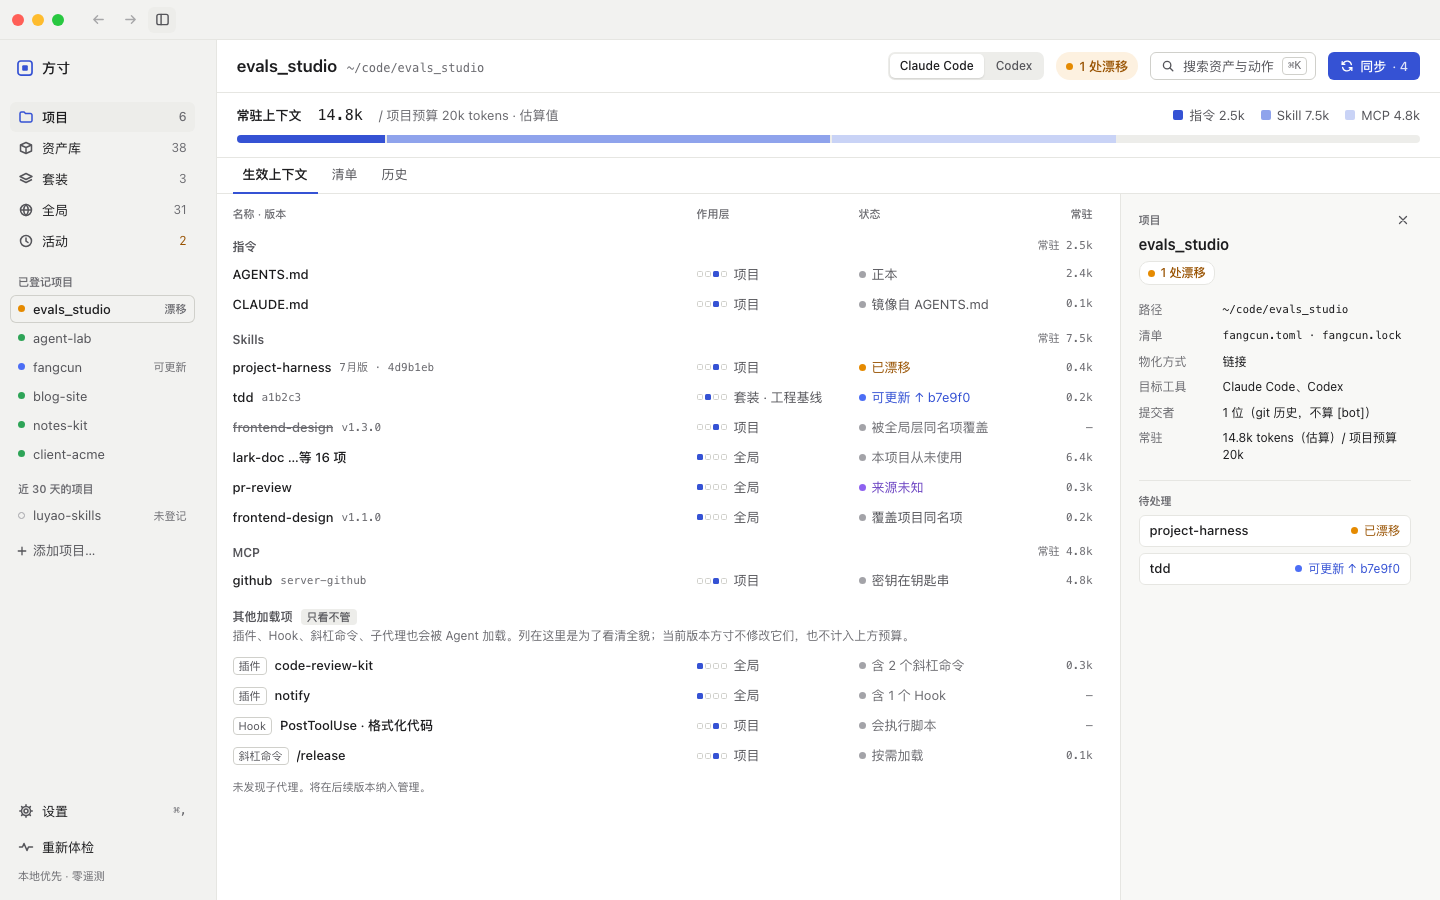 方寸
项目 6
资产库 38
套装 3
全局 31
活动 2
已登记项目
evals_studio 漂移
agent-lab
fangcun 可更新
blog-site
notes-kit
client-acme
近 30 天的项目
luyao-skills 未登记
+ 添加项目...
设置 ⌘,
重新体检
本地优先 · 零遥测
evals_studio ~/code/evals_studio
Claude Code Codex
1 处漂移
搜索资产与动作 ⌘K
同步 · 4
常驻上下文 14.8k / 项目预算 20k tokens · 估算值
指令 2.5k Skill 7.5k MCP 4.8k
生效上下文 清单 历史
名称 · 版本 作用层 状态 常驻
指令 常驻 2.5k
AGENTS.md 项目 正本 2.4k
CLAUDE.md 项目 镜像自 AGENTS.md 0.1k
Skills 常驻 7.5k
project-harness 7月版 · 4d9b1eb 项目 已漂移 0.4k
tdd a1b2c3 套装 · 工程基线 可更新 ↑ b7e9f0 0.2k
frontend-design v1.3.0 项目 被全局层同名项覆盖 —
lark-doc ...等 16 项 全局 本项目从未使用 6.4k
pr-review 全局 来源未知 0.3k
frontend-design v1.1.0 全局 覆盖项目同名项 0.2k
MCP 常驻 4.8k
github server-github 项目 密钥在钥匙串 4.8k
其他加载项 只看不管
插件、Hook、斜杠命令、子代理也会被 Agent 加载。列在这里是为了看清全貌；当前版本方寸不修改它们，也不计入上方预算。
插件 code-review-kit 全局 含 2 个斜杠命令 0.3k
插件 notify 全局 含 1 个 Hook —
Hook PostToolUse · 格式化代码 项目 会执行脚本 —
斜杠命令 /release 项目 按需加载 0.1k
未发现子代理。将在后续版本纳入管理。
项目
evals_studio
1 处漂移
路径 ~/code/evals_studio
清单 fangcun.toml · fangcun.lock
物化方式 链接
目标工具 Claude Code、Codex
提交者 1 位（git 历史，不算 [bot]）
常驻 14.8k tokens（估算）/ 项目预算
20k
待处理
project-harness 已漂移
tdd 可更新 ↑ b7e9f0